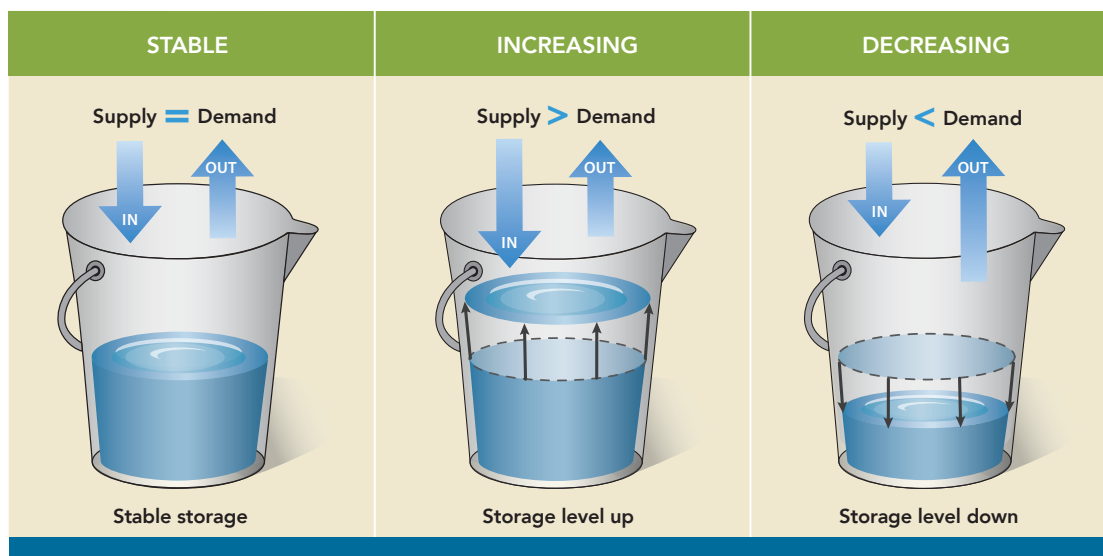 STABLE
Supply = Demand
IN
OUT
Stable storage
INCREASING
Supply > Demand
IN
OUT
Storage level up
DECREASING
Supply < Demand
IN
OUT
Storage level down